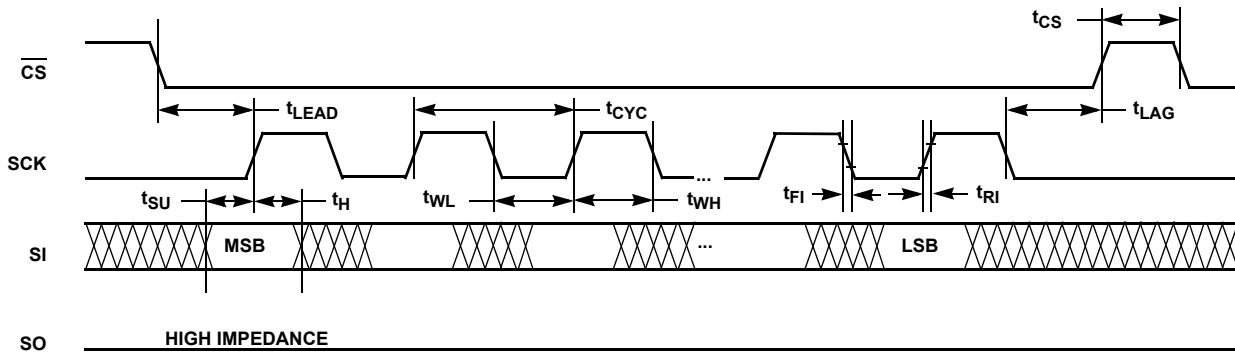 tCS
CS
tLEAD
tCYC
tLAG
SCK
...
tSU
tH
tWL
tWH
tFI
tRI
SI
MSB
...
LSB
HIGH IMPEDANCE
SO